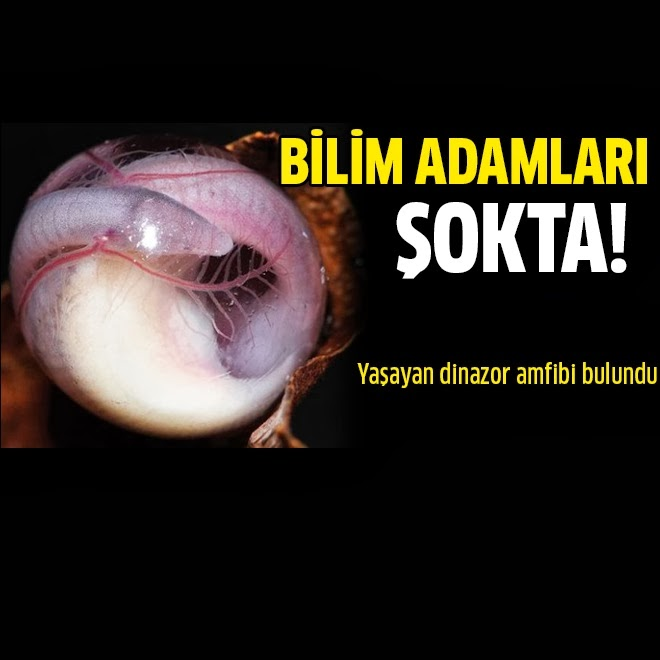 BİLİM ADAMLARI
ŞOKTA!
Yaşayan dinazor amfibi bulundu